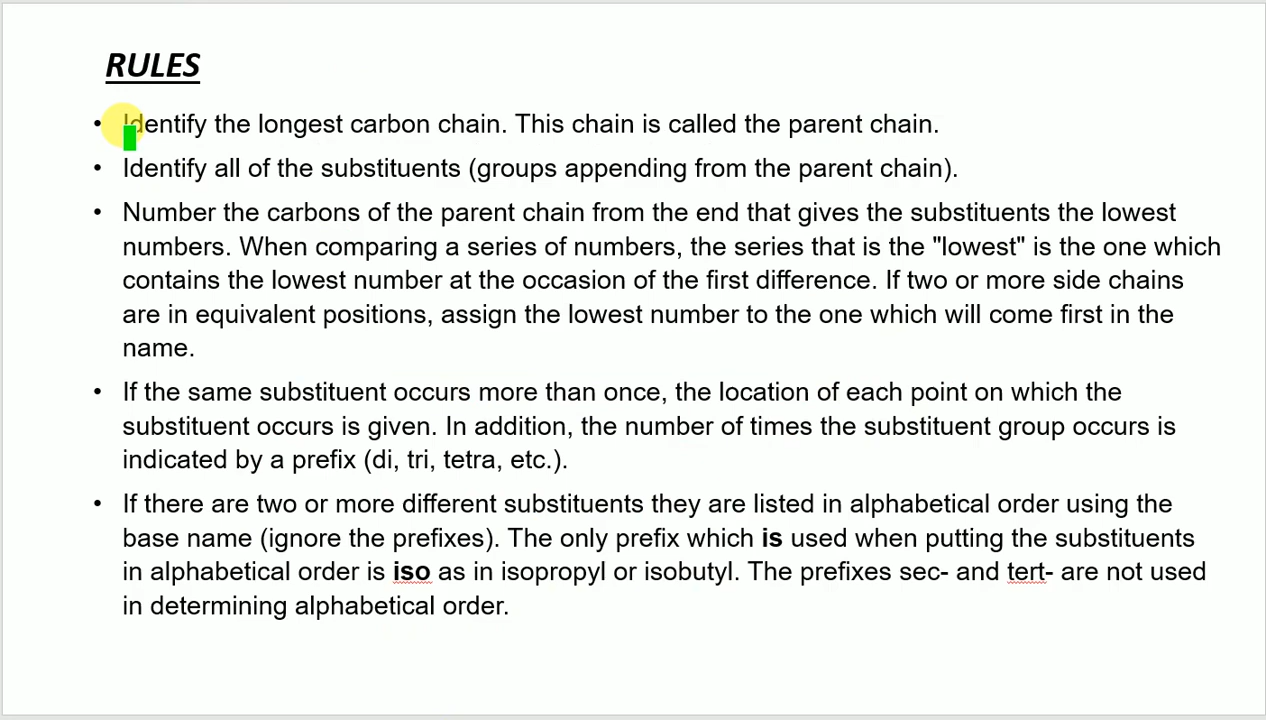 RULES
• Identify the longest carbon chain. This chain is called the parent chain.
• Identify all of the substituents (groups appending from the parent chain).
• Number the carbons of the parent chain from the end that gives the substituents the lowest
numbers. When comparing a series of numbers, the series that is the "lowest" is the one which
contains the lowest number at the occasion of the first difference. If two or more side chains
are in equivalent positions, assign the lowest number to the one which will come first in the
name.
• If the same substituent occurs more than once, the location of each point on which the
substituent occurs is given. In addition, the number of times the substituent group occurs is
indicated by a prefix (di, tri, tetra, etc.).
• If there are two or more different substituents they are listed in alphabetical order using the
base name (ignore the prefixes). The only prefix which is used when putting the substituents
in alphabetical order is iso as in isopropyl or isobutyl. The prefixes sec- and tert- are not used
in determining alphabetical order.